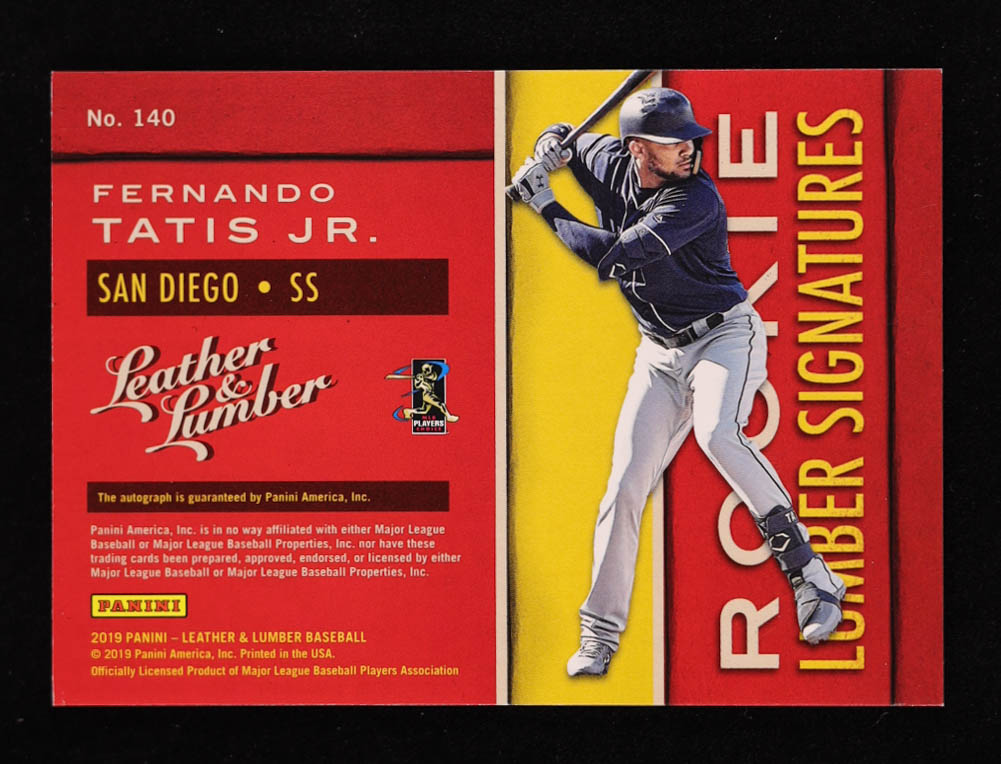 No. 140
FERNANDO
TATIS JR.
SAN DIEGO • SS
Leather
&
Lumber
MLB
PLAYERS
CHOICE
The autograph is guaranteed by Panini America, Inc.
Panini America, Inc. is in no way affiliated with either Major League
Baseball or Major League Baseball Properties, Inc. nor have these
trading cards been prepared, approved, endorsed, or licensed by either
Major League Baseball or Major League Baseball Properties, Inc.
PANINI
2019 PANINI – LEATHER & LUMBER BASEBALL
© 2019 Panini America, Inc. Printed in the USA.
Officially Licensed Product of Major League Baseball Players Association
ROOKIE
LUMBER SIGNATURES